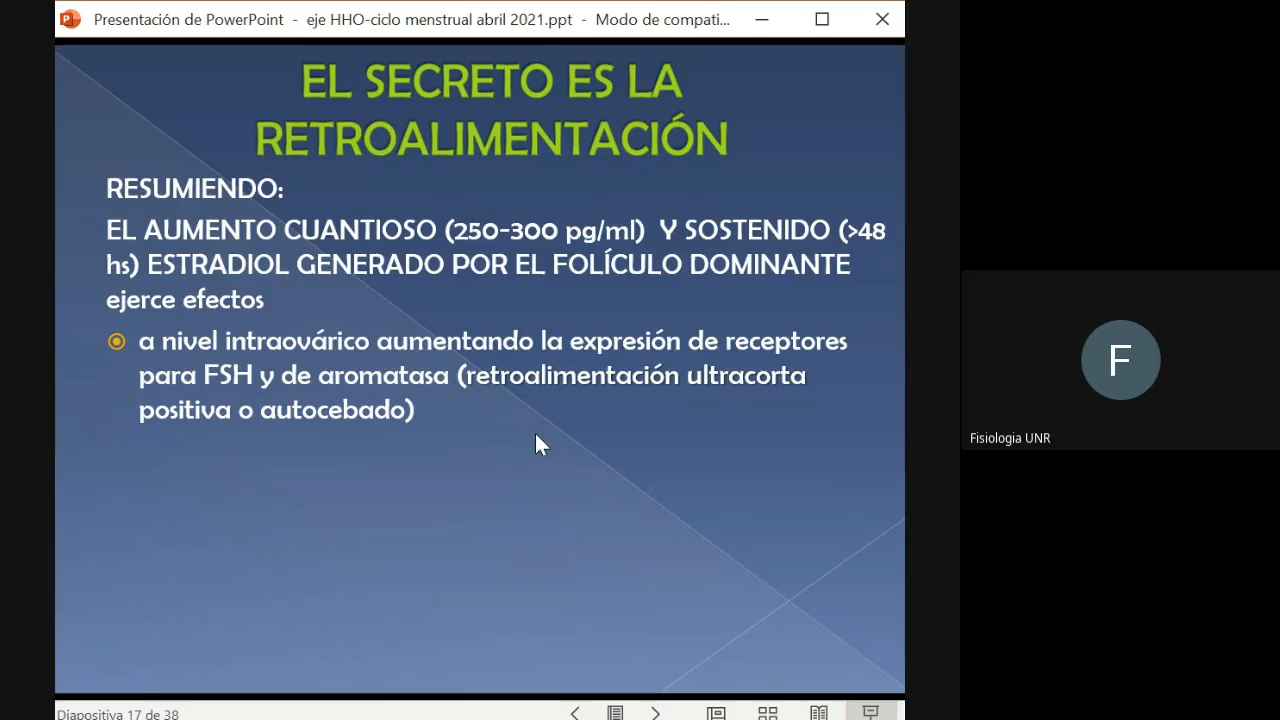 Presentación de PowerPoint - eje HHO-ciclo menstrual abril 2021.ppt - Modo de compati...
EL SECRETO ES LA
RETROALIMENTACIÓN
RESUMIENDO:
EL AUMENTO CUANTIOSO (250-300 pg/ml) Y SOSTENIDO (>48
hs) ESTRADIOL GENERADO POR EL FOLÍCULO DOMINANTE
ejerce efectos
a nivel intraovárico aumentando la expresión de receptores
para FSH y de aromatasa (retroalimentación ultracorta
positiva o autocebado)
F
Fisiologia UNR
Diapositiva 17 de 38